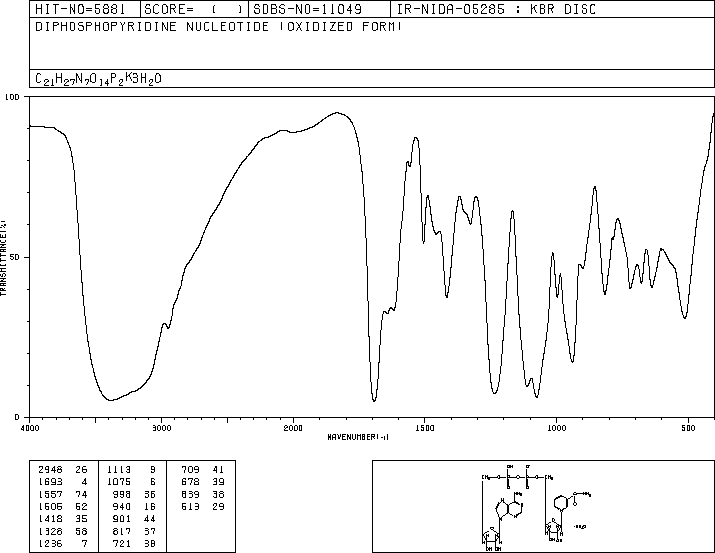 HIT-NO=5881 SCORE= ( ) SDBS-NO=11049 IR-NIDA-05285 : KBR DISC
DIPHOSPHOPYRIDINE NUCLEOTIDE (OXIDIZED FORM)
C21H27N7O14P2K3H2O
100
TRANSMITTANCE(%)
50
0
4000 3000 2000 1500 1000 500
WAVENUMBER(-1)
2948 26 1113 9 709 41
1693 4 1075 6 678 39
1557 74 998 36 639 38
1505 52 940 16 513 29
1418 35 901 44
1328 58 817 37
1236 7 721 38